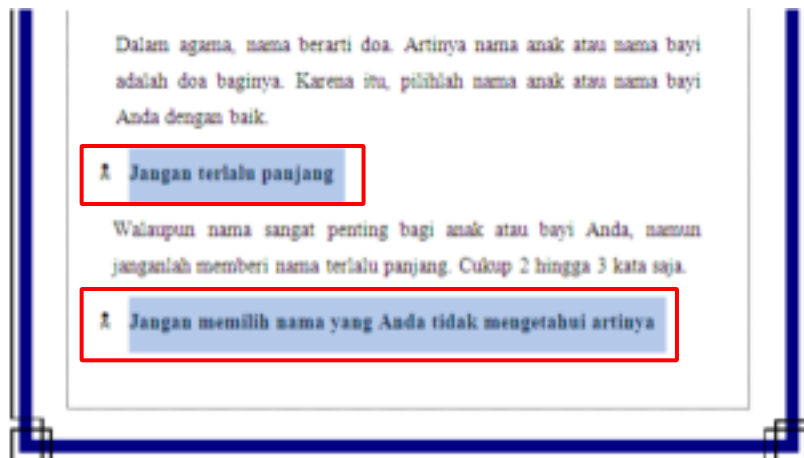 Dalam agama, nama berarti doa. Artinya nama anak atau nama bayi
adalah doa baginya. Karena itu, pilihlah nama anak atau nama bayi
Anda dengan baik.
Jangan terlalu panjang
Walaupun nama sangat penting bagi anak atau bayi Anda, namun
janganlah memberi nama terlalu panjang. Cukup 2 hingga 3 kata saja.
Jangan memilih nama yang Anda tidak mengetahui artinya